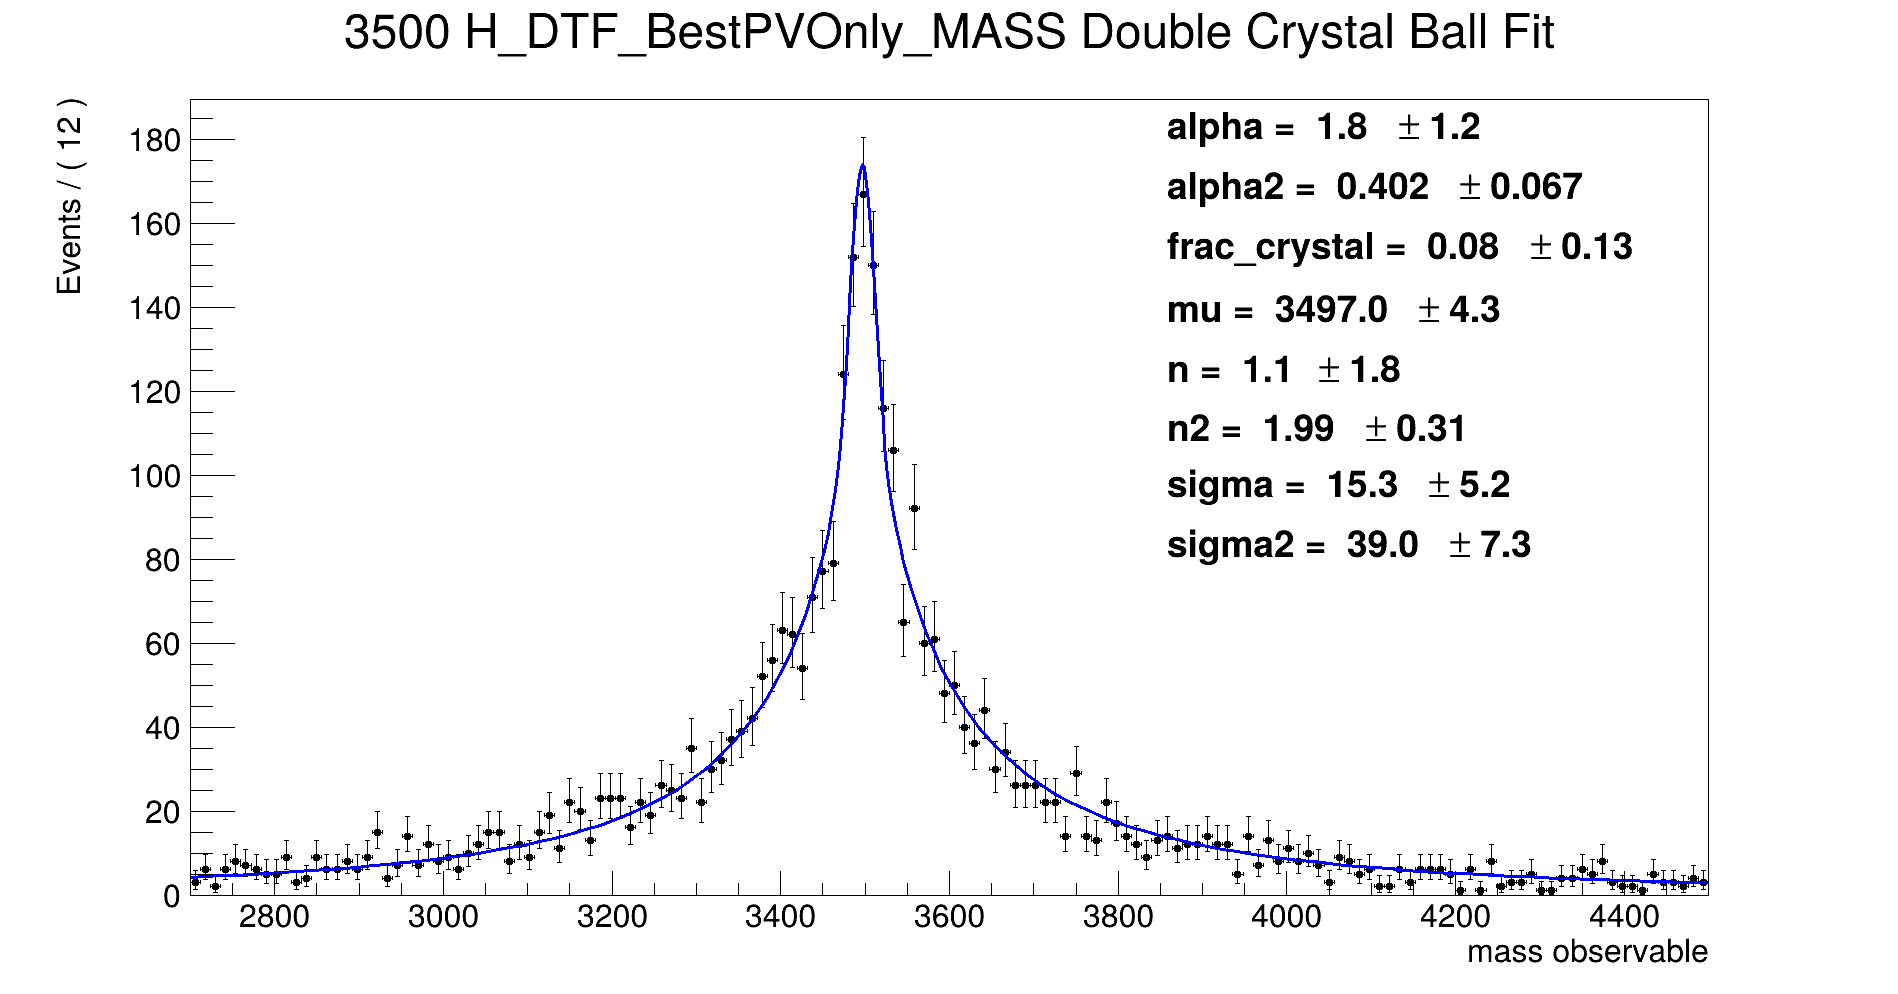 3500 H_DTF_BestPVOnly_MASS Double Crystal Ball Fit
Events / ( 12 )
alpha = 1.8 ± 1.2
alpha2 = 0.402 ± 0.067
frac_crystal = 0.08 ± 0.13
mu = 3497.0 ± 4.3
n = 1.1 ± 1.8
n2 = 1.99 ± 0.31
sigma = 15.3 ± 5.2
sigma2 = 39.0 ± 7.3
180
160
140
120
100
80
60
40
20
0
2800 3000 3200 3400 3600 3800 4000 4200 4400
mass observable